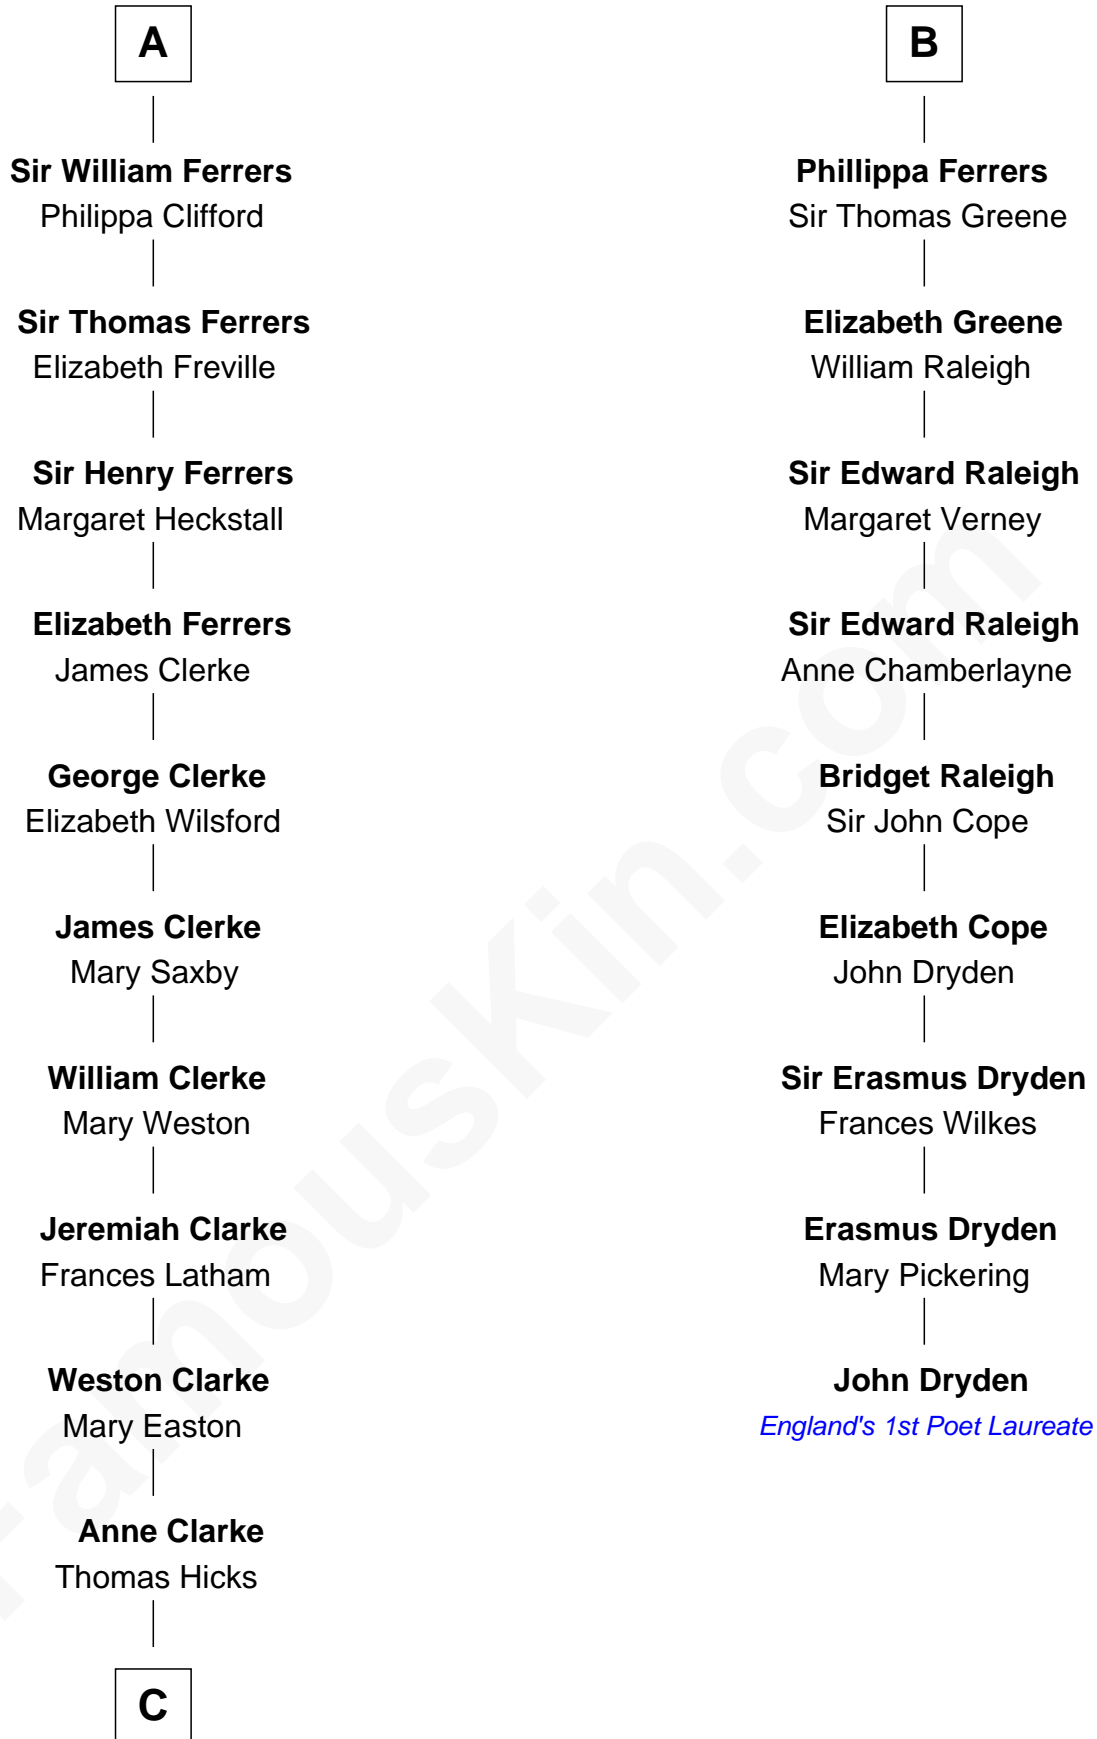 A
Sir William Ferrers
Philippa Clifford
Sir Thomas Ferrers
Elizabeth Freville
Sir Henry Ferrers
Margaret Heckstall
Elizabeth Ferrers
James Clerke
George Clerke
Elizabeth Wilsford
James Clerke
Mary Saxby
William Clerke
Mary Weston
Jeremiah Clarke
Frances Latham
Weston Clarke
Mary Easton
Anne Clarke
Thomas Hicks
C
B
Phillippa Ferrers
Sir Thomas Greene
Elizabeth Greene
William Raleigh
Sir Edward Raleigh
Margaret Verney
Sir Edward Raleigh
Anne Chamberlayne
Bridget Raleigh
Sir John Cope
Elizabeth Cope
John Dryden
Sir Erasmus Dryden
Frances Wilkes
Erasmus Dryden
Mary Pickering
John Dryden
England's 1st Poet Laureate
FamousKin.com